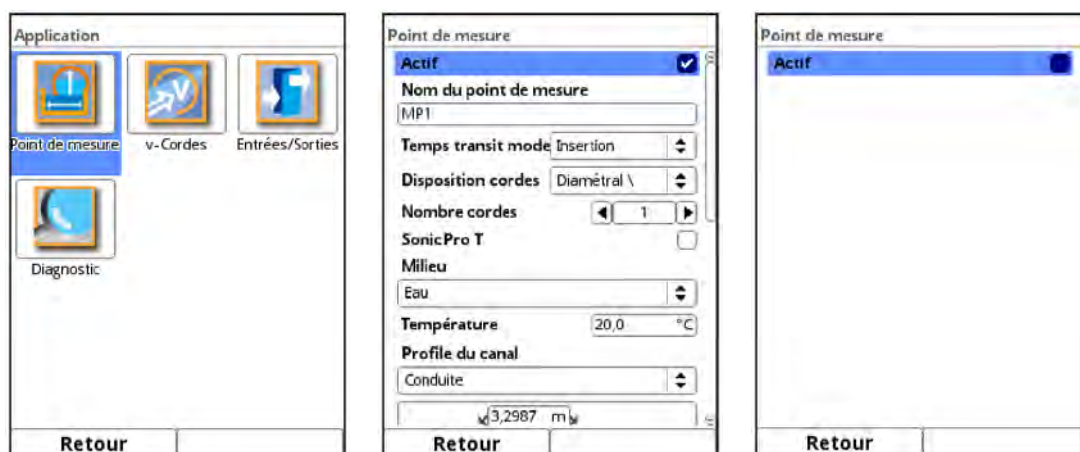 Application
Point de mesure
v-Cordes
Entrées/Sorties
Diagnostic
Retour
Point de mesure
Actif
Nom du point de mesure
MP1
Temps transit mode Insertion
Disposition cordes Diamétral \
Nombre cordes 1
SonicPro T
Milieu
Eau
Température 20,0 °C
Profile du canal
Conduite
3,2987 m
Retour
Point de mesure
Actif
Retour